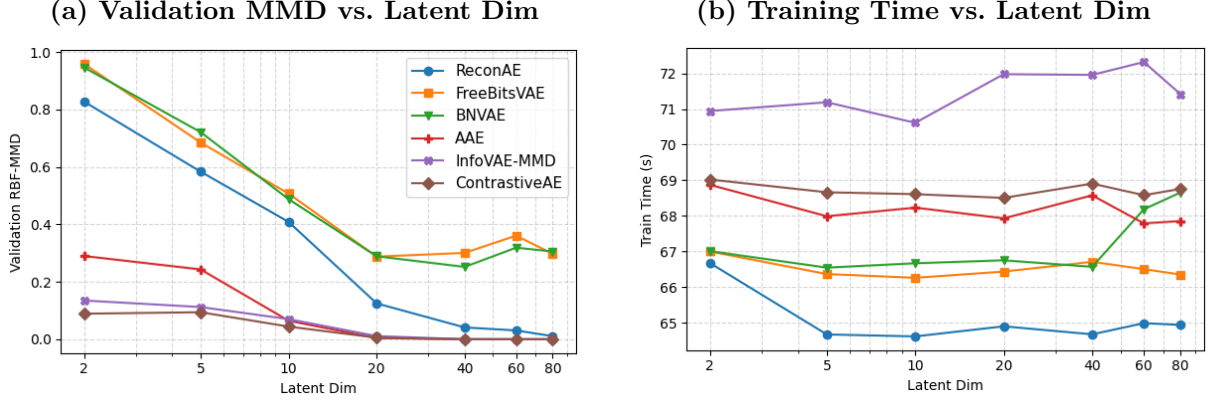 (a) Validation MMD vs. Latent Dim
1.0
0.8
0.6
0.4
0.2
0.0
Validation RBF-MMD
2
5
10
20
40
60
80
Latent Dim
ReconAE
FreeBitsVAE
BNVAE
AAE
InfoVAE-MMD
ContrastiveAE
(b) Training Time vs. Latent Dim
72
71
70
69
68
67
66
65
Train Time (s)
2
5
10
20
40
60
80
Latent Dim